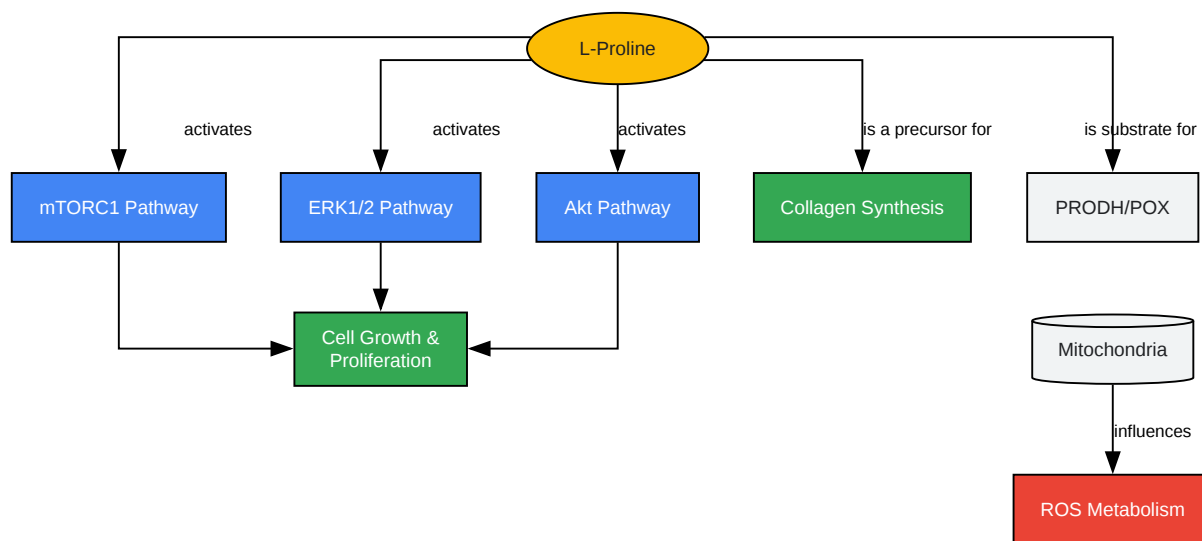 L-Proline
activates
activates
activates
is a precursor for
is substrate for
mTORC1 Pathway
ERK1/2 Pathway
Akt Pathway
Collagen Synthesis
PRODH/POX
Cell Growth &
Proliferation
Mitochondria
influences
ROS Metabolism